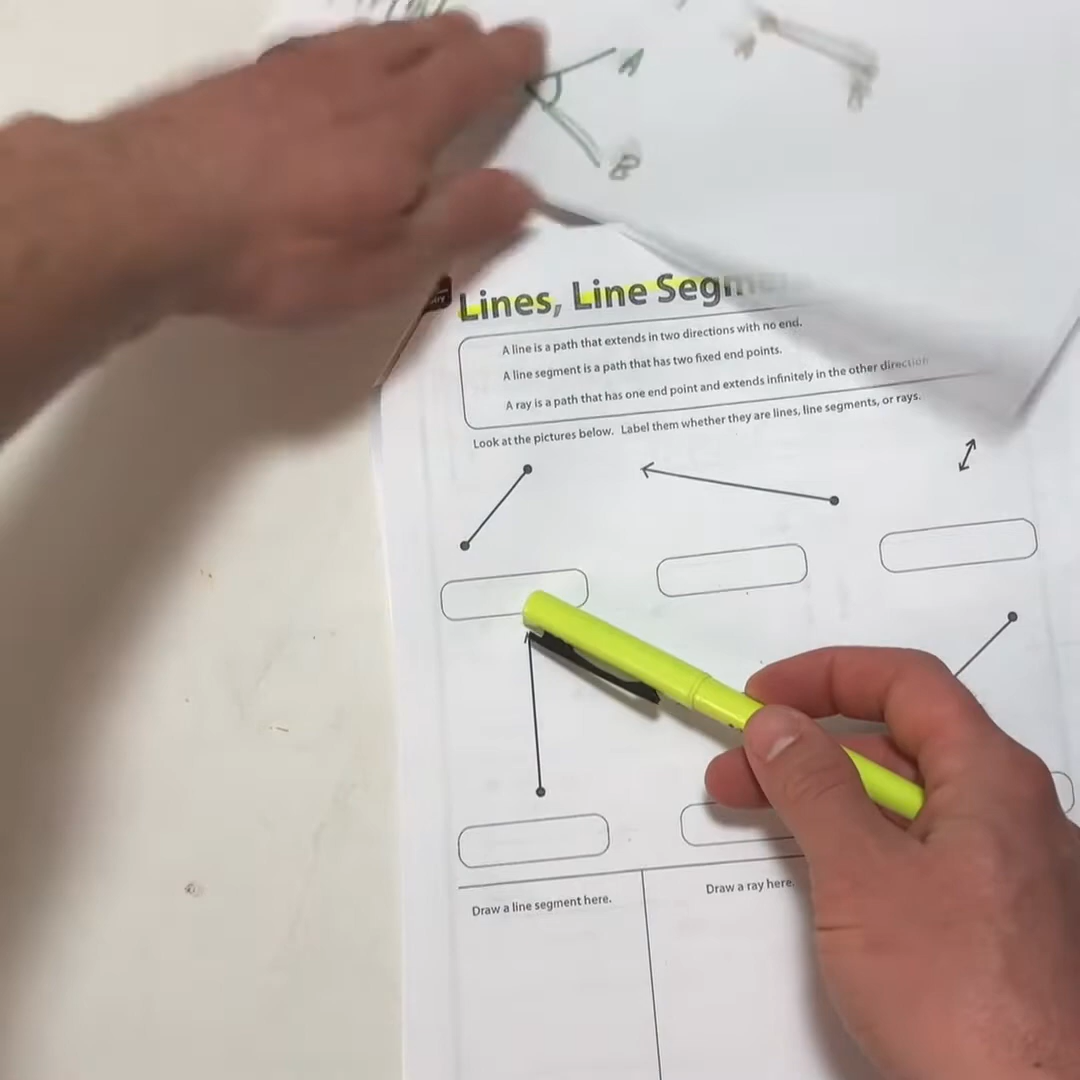 A
B
Lines, Line
A line is a path that extends in two directions with no end.
A line segment is a path that has two fixed end points.
A ray is a path that has one end point and extends infinitely in the other direction
Look at the pictures below. Label them whether they are lines, line segments, or rays.
Draw a line segment here.
Draw a ray here.